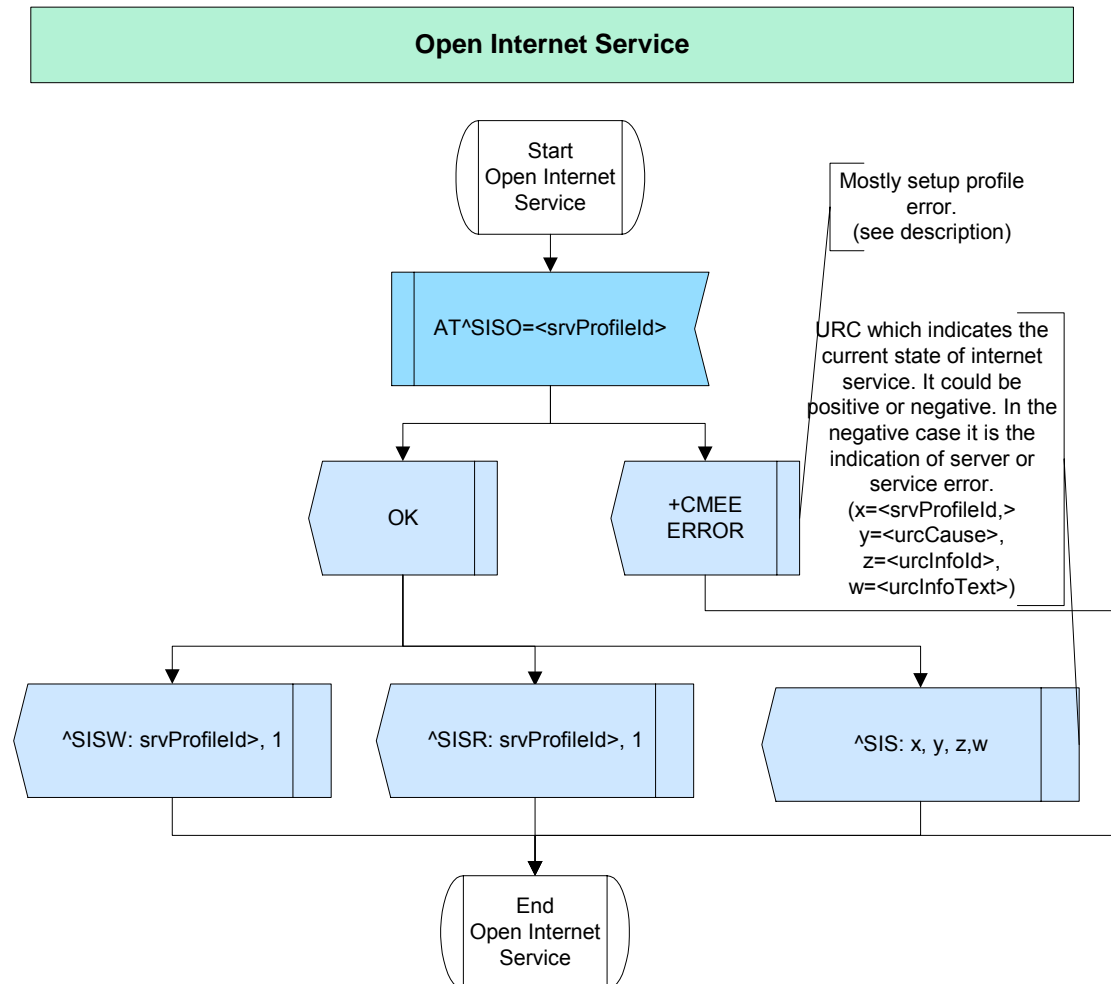 Open Internet Service
Start
Open Internet
Service
Mostly setup profile
error.
(see description)
AT^SISO=<srvProfileId>
URC which indicates the
current state of internet
service. It could be
positive or negative. In the
negative case it is the
indication of server or
service error.
(x=<srvProfileId,>
y=<urcCause>,
z=<urcInfoId>,
w=<urcInfoText>)
OK
+CMEE
ERROR
^SISW: srvProfileId>, 1
^SISR: srvProfileId>, 1
^SIS: x, y, z,w
End
Open Internet
Service